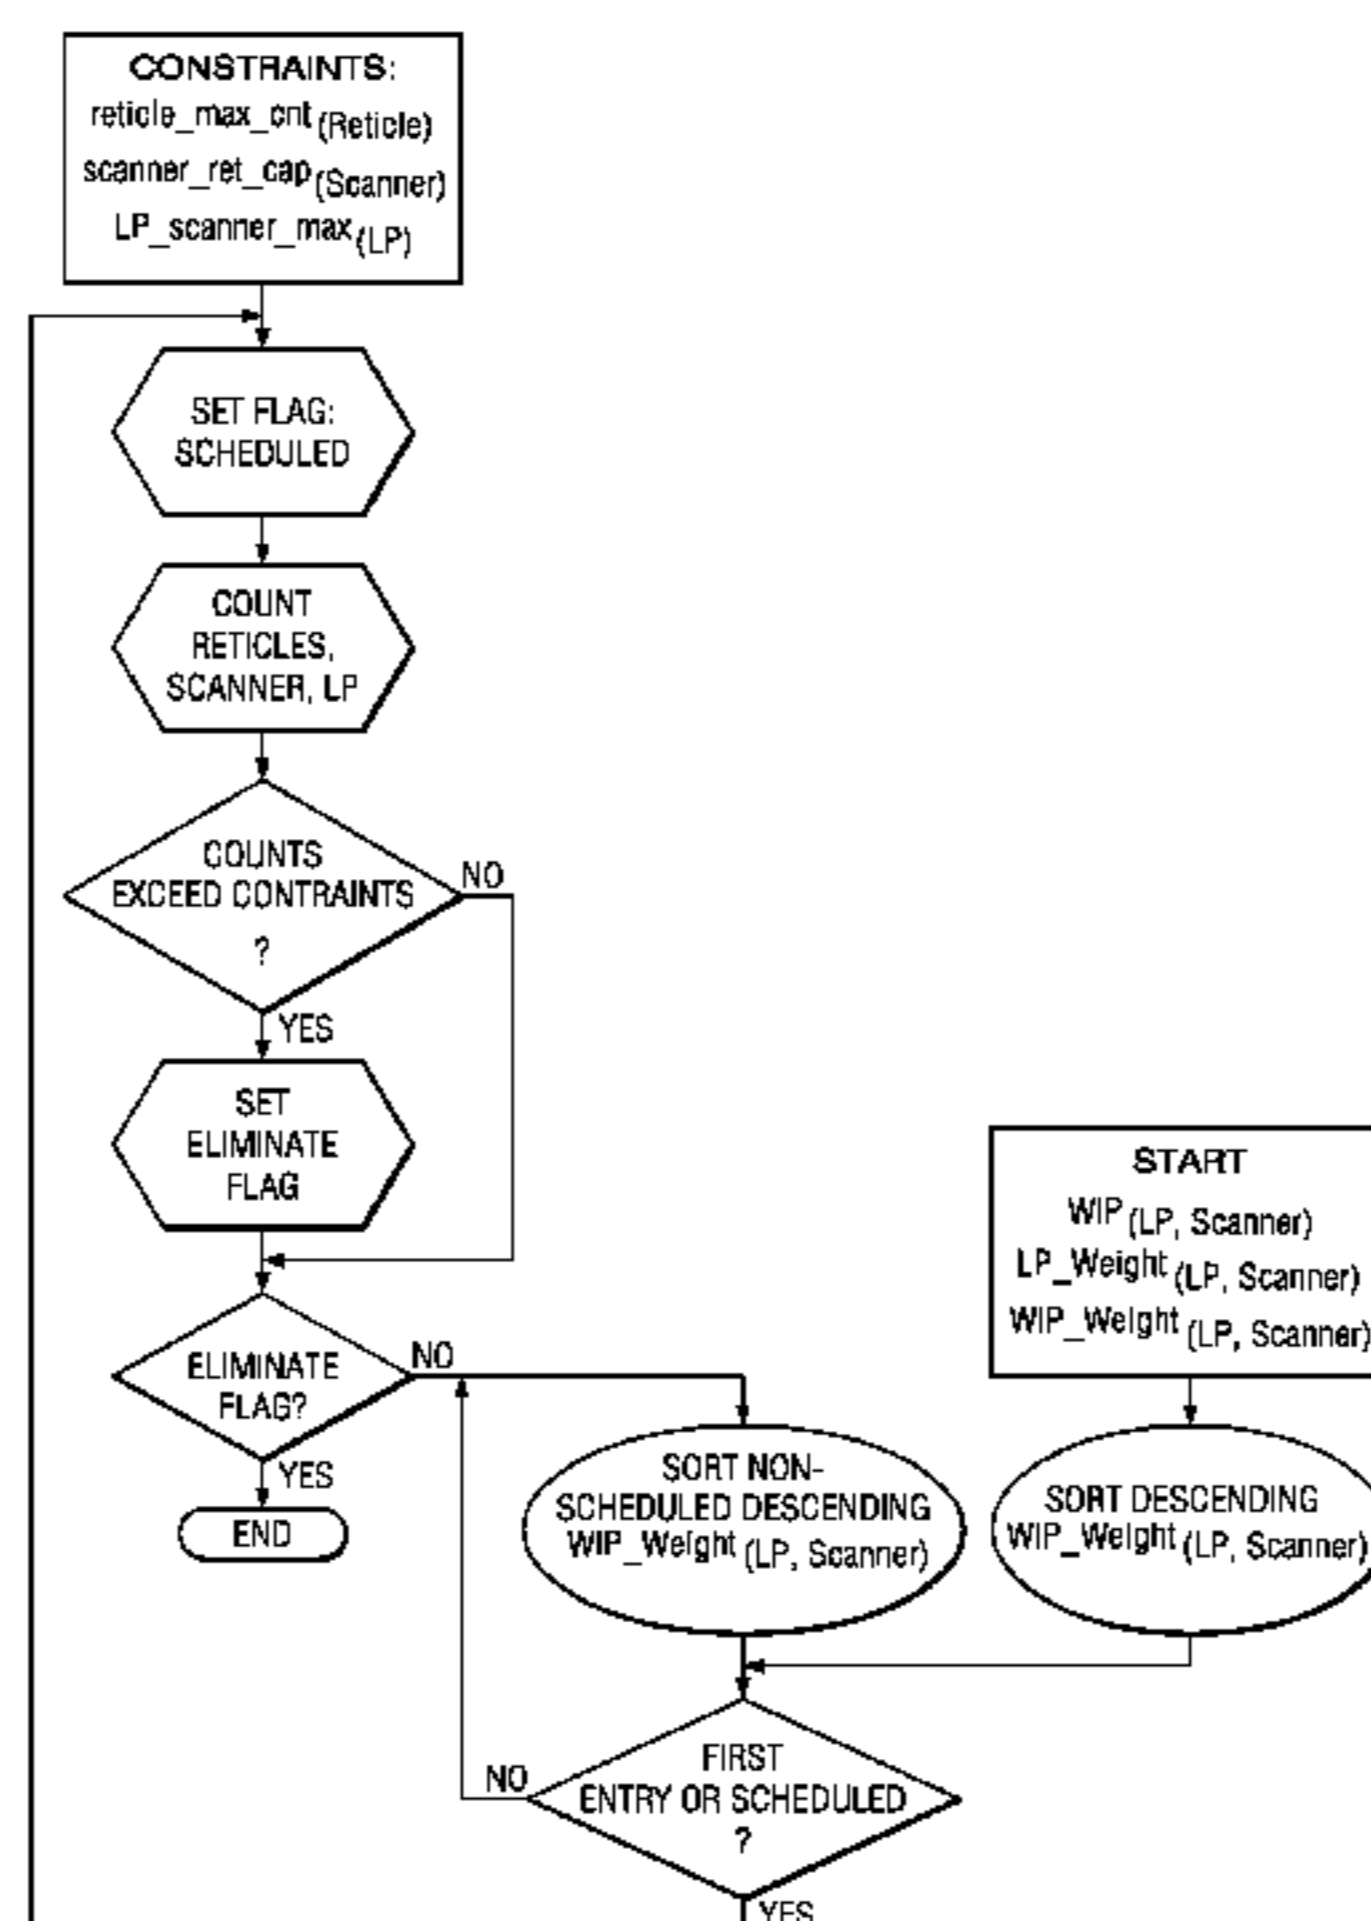 CONSTRAINTS:
reticle_max_cnt (Reticle)
scanner_ret_cap (Scanner)
LP_scanner_max (LP)
SET FLAG:
SCHEDULED
COUNT
RETICLES,
SCANNER, LP
COUNTS
EXCEED CONTRAINTS
?
NO
YES
SET
ELIMINATE
FLAG
ELIMINATE
FLAG?
NO
YES
END
START
WIP (LP, Scanner)
LP_Weight (LP, Scanner)
WIP_Weight (LP, Scanner)
SORT NON-
SCHEDULED DESCENDING
WIP_Weight (LP, Scanner)
SORT DESCENDING
WIP_Weight (LP, Scanner)
FIRST
ENTRY OR SCHEDULED
?
NO
YES